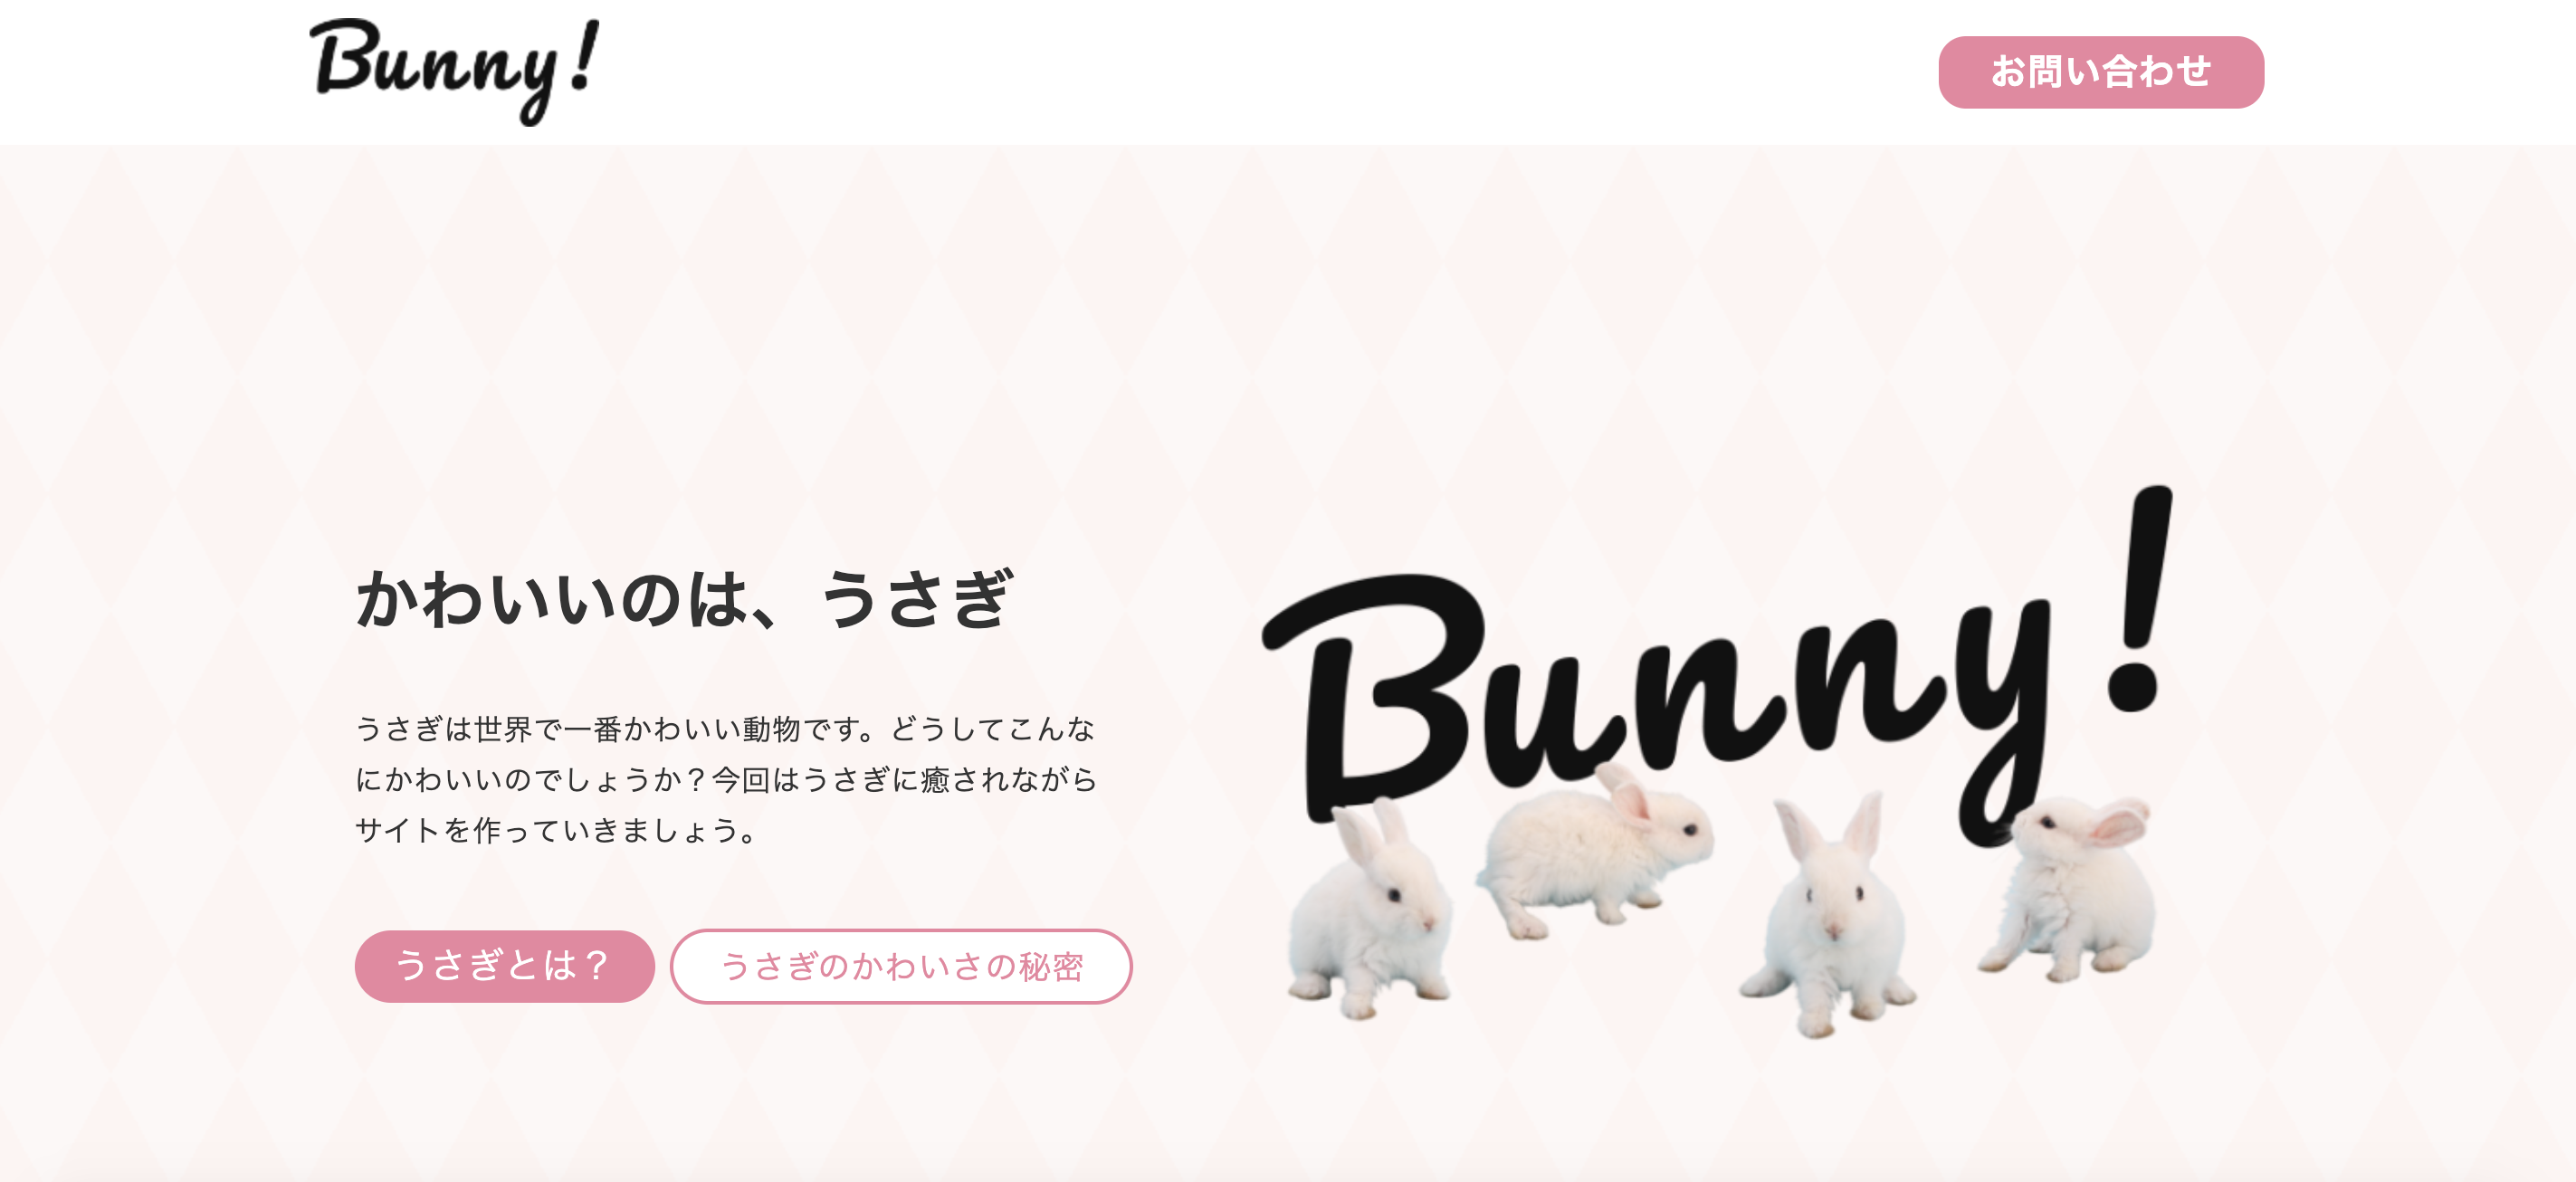 Bunny!
お問い合わせ
かわいいのは、うさぎ
うさぎは世界で一番かわいい動物です。どうしてこんな
にかわいいのでしょうか？今回はうさぎに癒されながら
サイトを作っていきましょう。
うさぎとは？
うさぎのかわいさの秘密
Bunny!